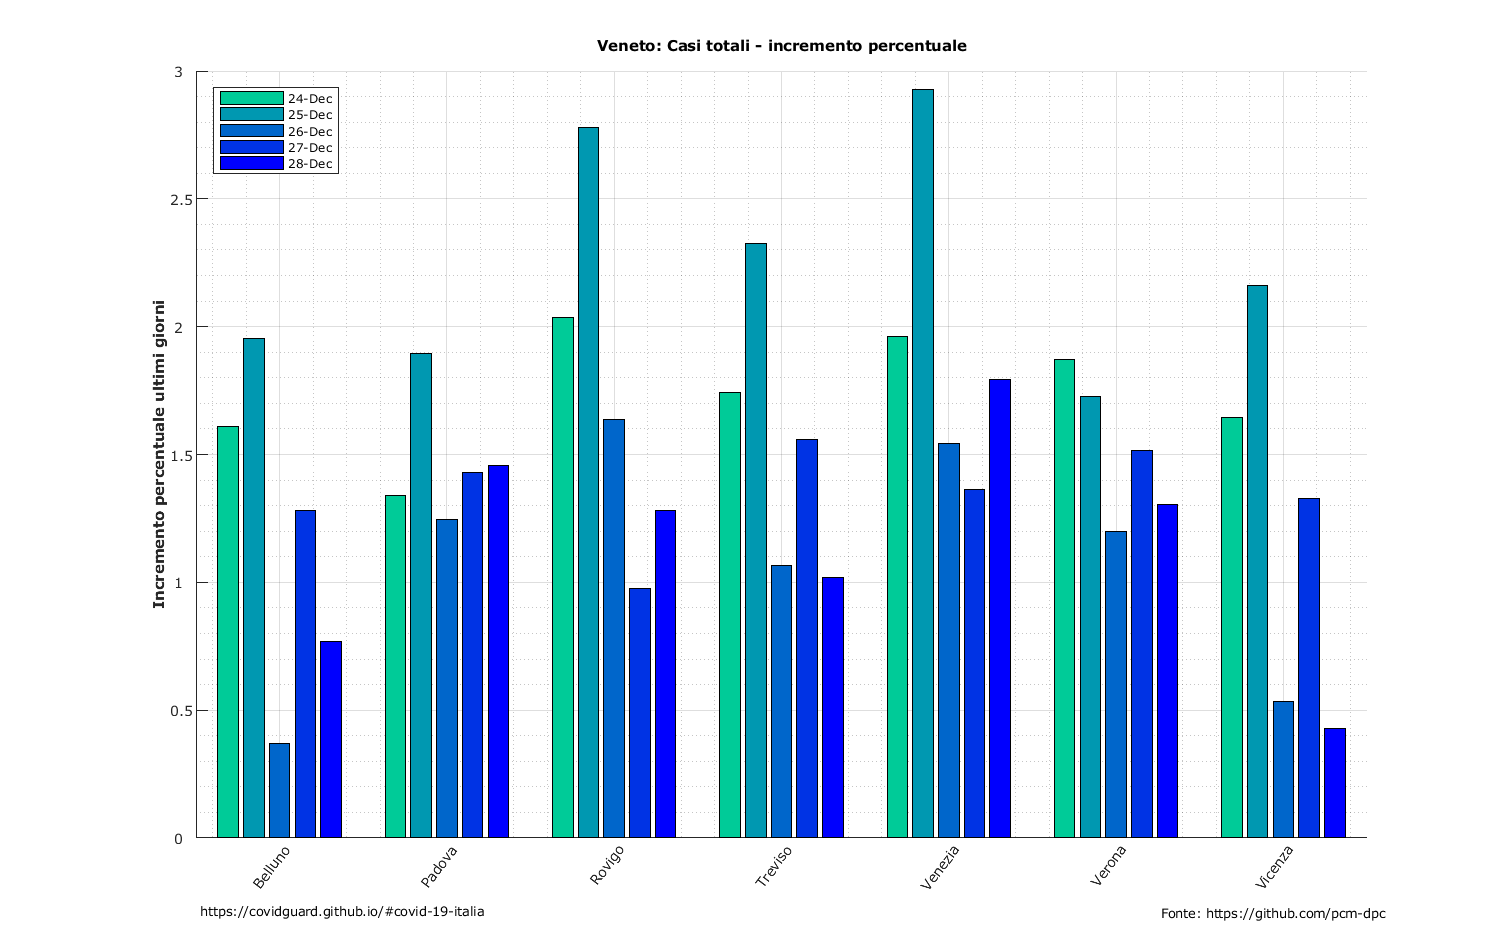 Veneto: Casi totali - incremento percentuale
3
2.5
2
1.5
1
0.5
0
Incremento percentuale ultimi giorni
24-Dec
25-Dec
26-Dec
27-Dec
28-Dec
Belluno
Padova
Rovigo
Treviso
Venezia
Verona
Vicenza
https://covidguard.github.io/#covid-19-italia
Fonte: https://github.com/pcm-dpc